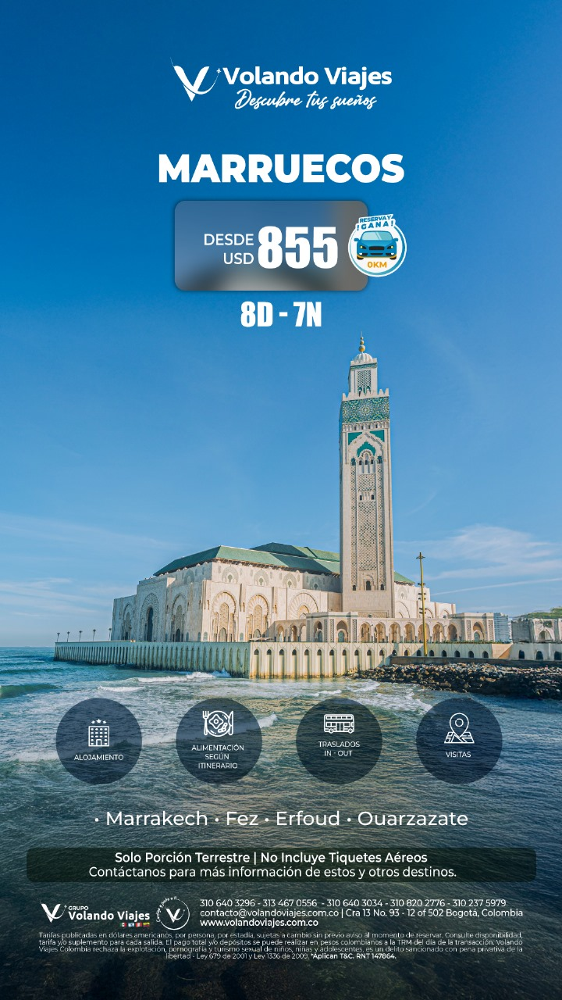 Volando Viajes
Descubre tus sueños
MARRUECOS
DESDE
USD 855
RESERVA Y
!GANA!
0KM
8D - 7N
ALOJAMIENTO
ALIMENTACIÓN
SEGÚN
ITINERARIO
TRASLADOS
IN - OUT
VISITAS
· Marrakech · Fez · Erfoud · Ouarzazate
Solo Porción Terrestre | No Incluye Tiquetes Aéreos
Contáctanos para más información de estos y otros destinos.
GRUPO
Volando Viajes
310 640 3296 - 313 467 0556 - 310 640 3034 - 310 820 2776 - 310 237 5979
contacto@volandoviajes.com.co | Cra 13 No. 93 - 12 of 502 Bogotá, Colombia
www.volandoviajes.com.co
Tarifas publicadas en dólares americanos, por persona, por estadía, sujetas a cambio sin previo aviso al momento de reservar. Consulte disponibilidad,
tarifa y/o suplemento para cada salida. El pago total y/o depósitos se puede realizar en pesos colombianos a la TRM del día de la transacción. Volando
Viajes Colombia rechaza la explotación, pornografía y turismo sexual de niños, niñas y adolescentes, es un delito sancionado con pena privativa de la
libertad - Ley 679 de 2001 y Ley 1336 de 2009. *Aplican T&C. RNT 147864.